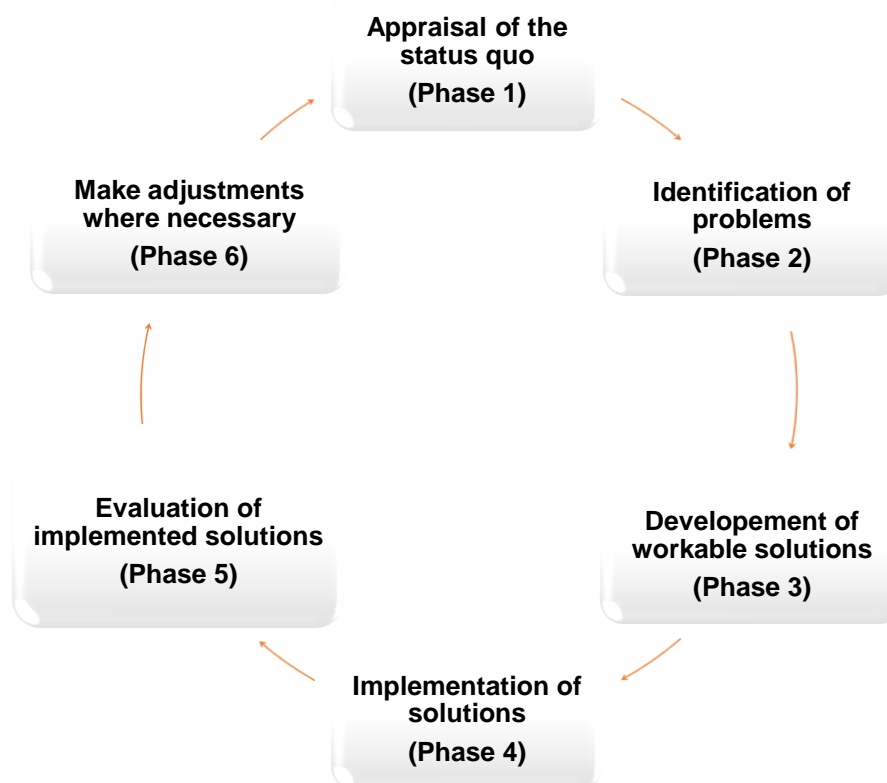 Appraisal of the
status quo
(Phase 1)
Identification of
problems
(Phase 2)
Developement of
workable solutions
(Phase 3)
Implementation of
solutions
(Phase 4)
Evaluation of
implemented solutions
(Phase 5)
Make adjustments
where necessary
(Phase 6)